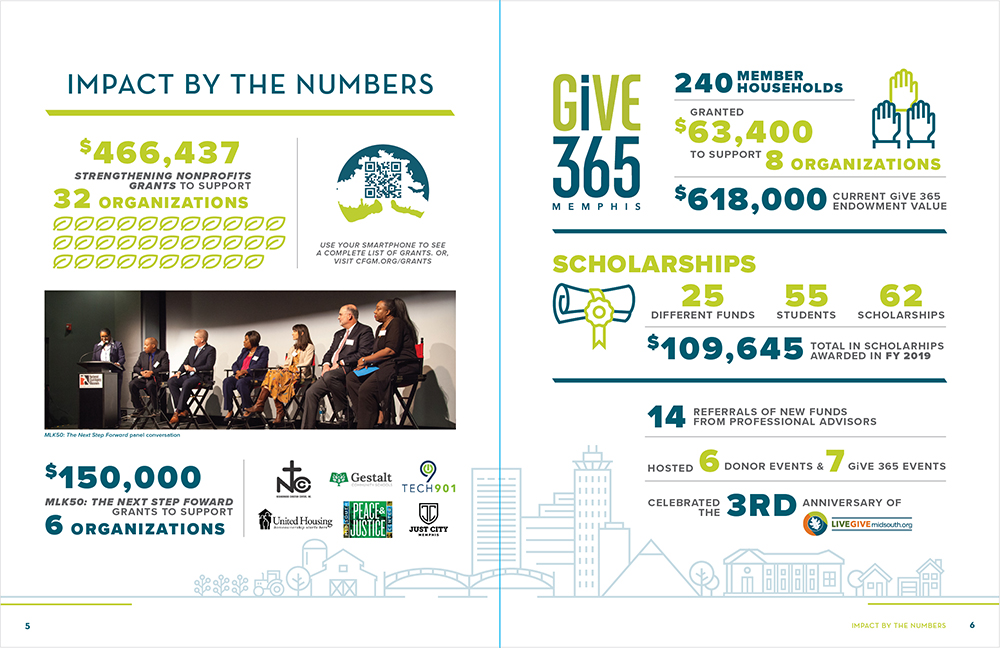 IMPACT BY THE NUMBERS
$466,437
STRENGTHENING NONPROFITS
GRANTS TO SUPPORT
32 ORGANIZATIONS
USE YOUR SMARTPHONE TO SEE
A COMPLETE LIST OF GRANTS. OR,
VISIT CFGM.ORG/GRANTS
MLK50: The Next Step Forward panel conversation
$150,000
MLK50: THE NEXT STEP FOWARD
GRANTS TO SUPPORT
6 ORGANIZATIONS
NCC
Gestalt
COMMUNITY SCHOOLS
TECH901
United Housing
PEACE &
JUSTICE
JUST CITY
MEMPHIS
5
GiVE
365
MEMPHIS
240 MEMBER
HOUSEHOLDS
GRANTED
$63,400
TO SUPPORT 8 ORGANIZATIONS
$618,000 CURRENT GiVE 365
ENDOWMENT VALUE
SCHOLARSHIPS
25
DIFFERENT FUNDS
55
STUDENTS
62
SCHOLARSHIPS
$109,645 TOTAL IN SCHOLARHIPS
AWARDED IN FY 2019
14 REFERRALS OF NEW FUNDS
FROM PROFESSIONAL ADVISORS
HOSTED 6 DONOR EVENTS & 7 GiVE 365 EVENTS
CELEBRATED
THE 3RD ANNIVERSARY OF
LIVEGIVEmidsouth.org
IMPACT BY THE NUMBERS 6